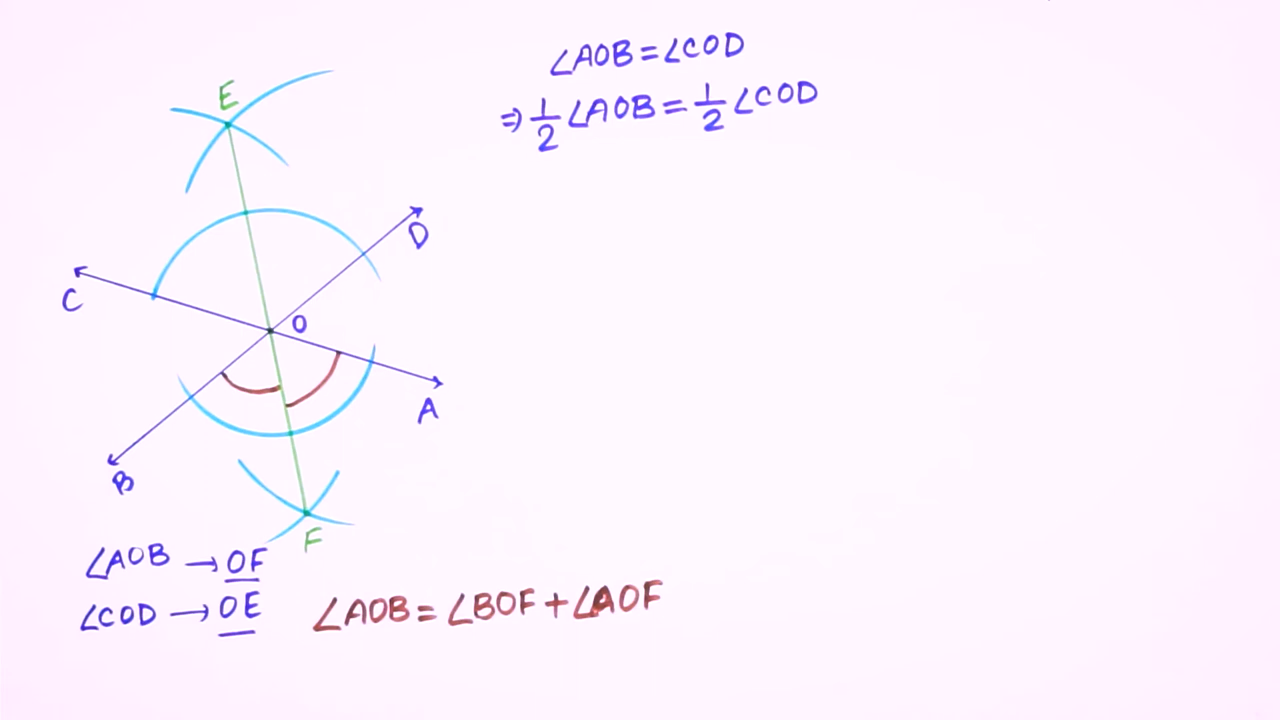 ∠AOB = ∠COD
⇒ 1/2 ∠AOB = 1/2 ∠COD
E
D
C
O
A
B
F
∠AOB → OF
∠COD → OE
∠AOB = ∠BOF + ∠AOF